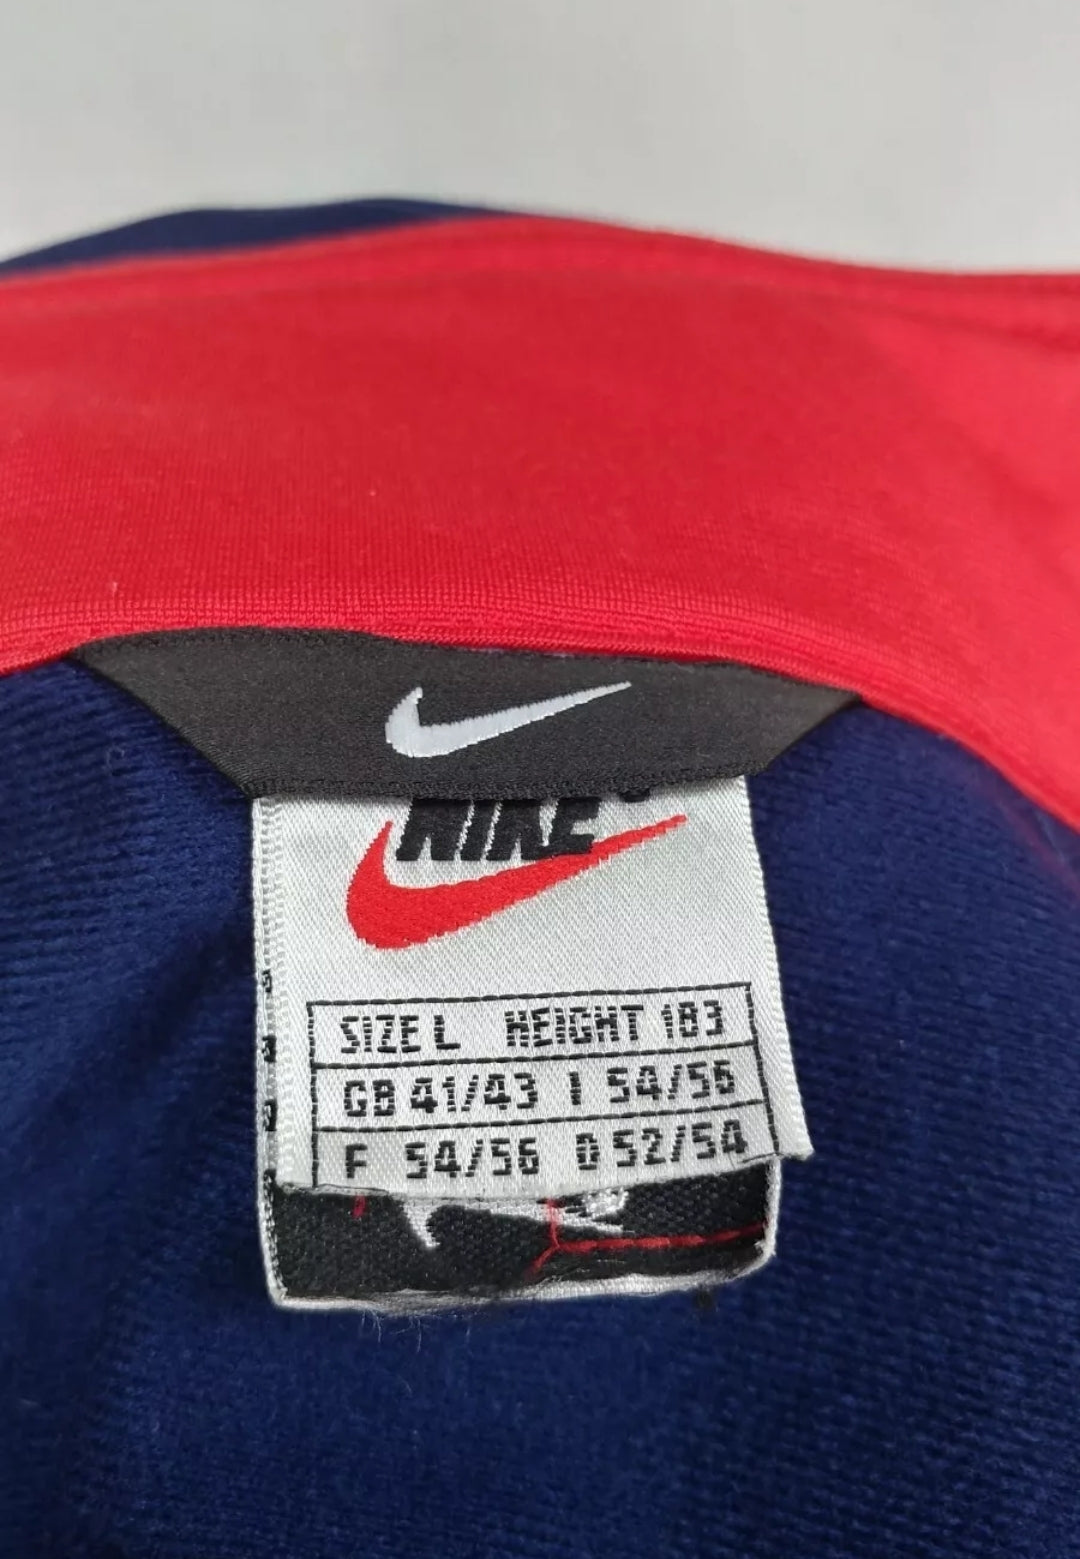 NIKE
SIZE L HEIGHT 183
GB 41/43 I 54/56
F 54/56 D 52/54